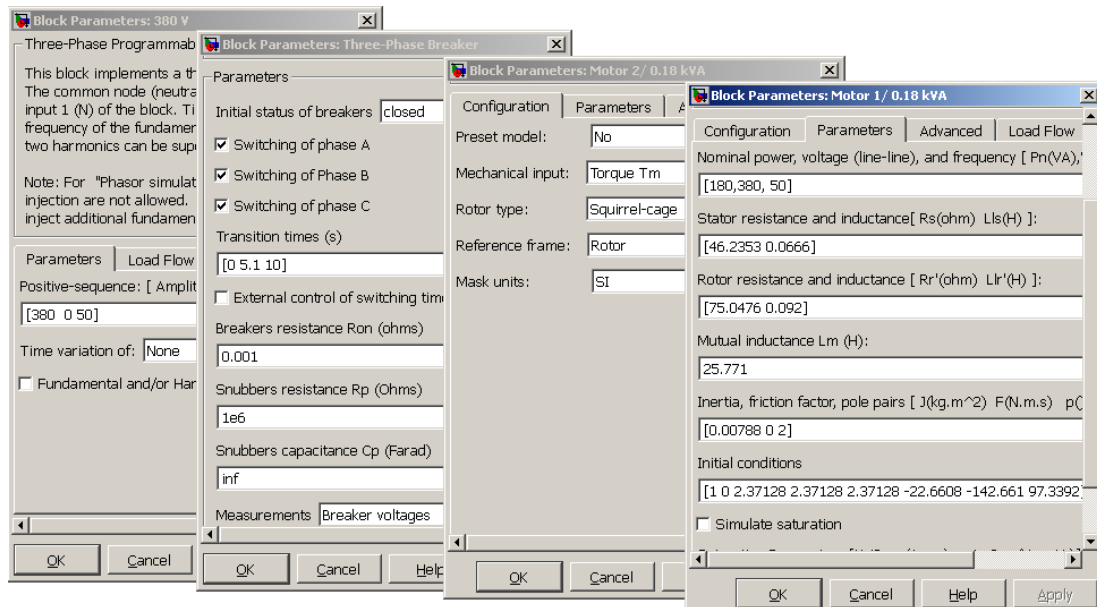 Block Parameters: 380 V
Three-Phase Programmab
This block implements a th
The common node (neutra
input 1 (N) of the block. Ti
frequency of the fundamer
two harmonics can be supe
Note: For "Phasor simulat
injection are not allowed.
inject additional fundamen
Parameters
Load Flow
Positive-sequence: [ Amplit
[380 0 50]
Time variation of: None
Fundamental and/or Har
OK
Cancel
Block Parameters: Three-Phase Breaker
Parameters
Initial status of breakers closed
Switching of phase A
Switching of Phase B
Switching of phase C
Transition times (s)
[0 5.1 10]
External control of switching tim
Breakers resistance Ron (ohms)
0.001
Snubbers resistance Rp (Ohms)
1e6
Snubbers capacitance Cp (Farad)
inf
Measurements Breaker voltages
OK
Cancel
Help
Block Parameters: Motor 2/ 0.18 kVA
Configuration
Parameters
A
Preset model: No
Mechanical input: Torque Tm
Rotor type: Squirrel-cage
Reference frame: Rotor
Mask units: SI
OK
Cancel
Block Parameters: Motor 1/ 0.18 kVA
Configuration
Parameters
Advanced
Load Flow
Nominal power, voltage (line-line), and frequency [ Pn(VA),
[180,380, 50]
Stator resistance and inductance[ Rs(ohm) Lls(H) ]:
[46.2353 0.0666]
Rotor resistance and inductance [ Rr'(ohm) Llr'(H) ]:
[75.0476 0.092]
Mutual inductance Lm (H):
25.771
Inertia, friction factor, pole pairs [ J(kg.m^2) F(N.m.s) p(
[0.00788 0 2]
Initial conditions
[1 0 2.37128 2.37128 2.37128 -22.6608 -142.661 97.3392]
Simulate saturation
OK
Cancel
Help
Apply